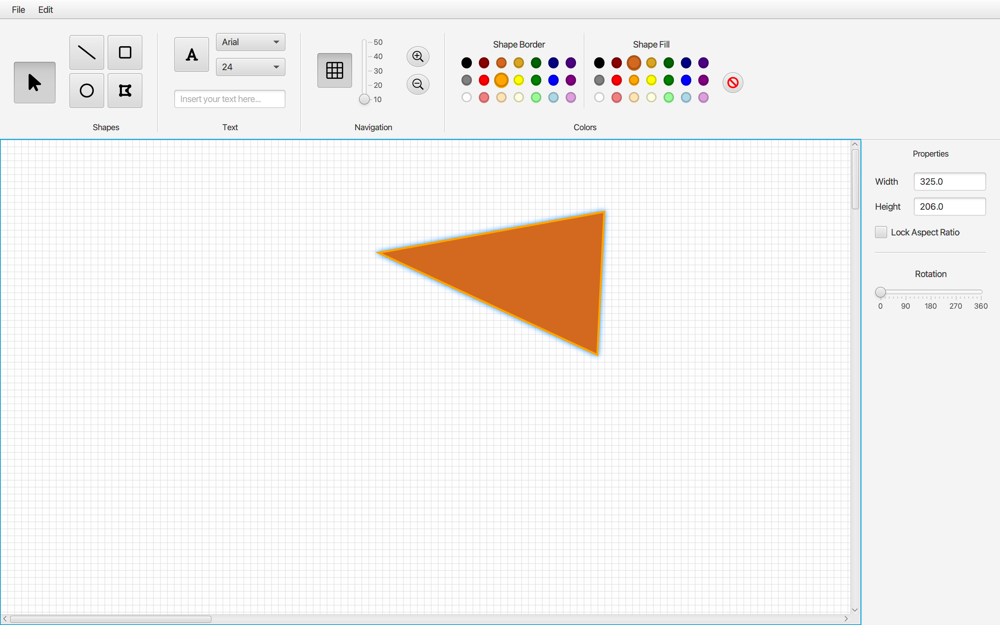 File Edit
Arial
24
Insert your text here...
50
40
30
20
10
Shape Border
Shape Fill
Shapes
Text
Navigation
Colors
Properties
Width 325.0
Height 206.0
Lock Aspect Ratio
Rotation
0 90 180 270 360